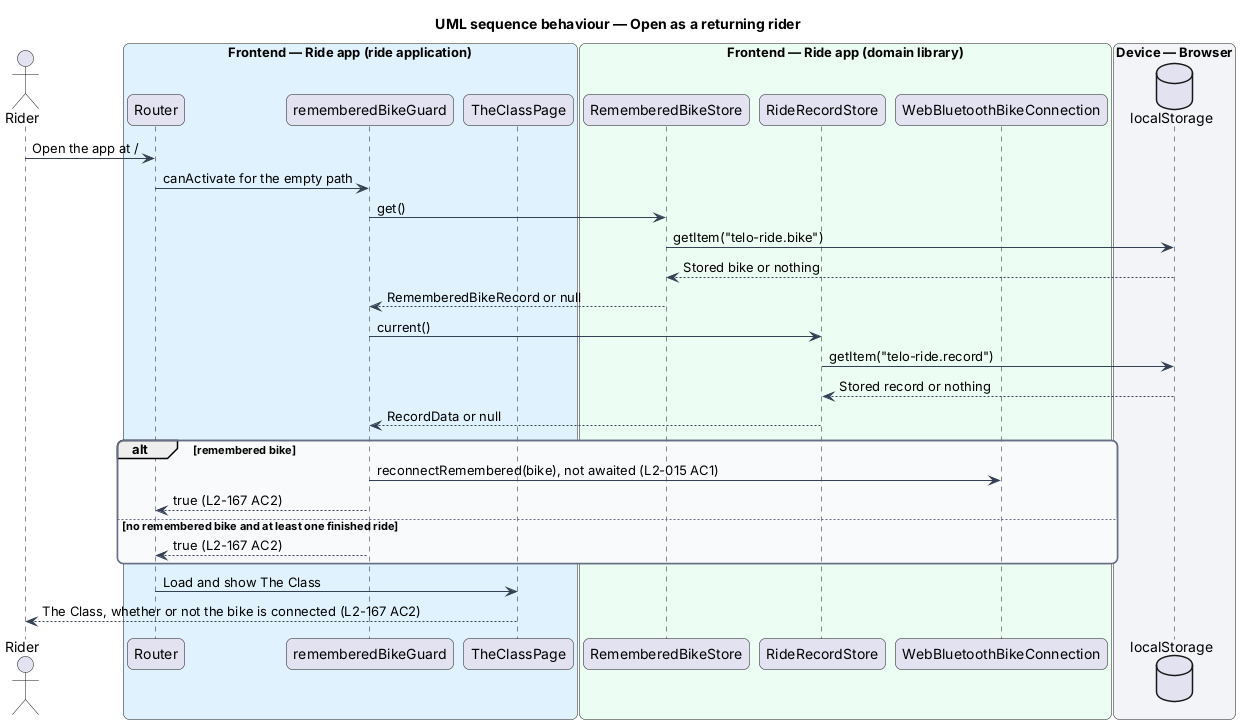 UML sequence behaviour — Open as a returning rider
Frontend — Ride app (ride application)
Frontend — Ride app (domain library)
Device — Browser
Rider
Router
rememberedBikeGuard
TheClassPage
RememberedBikeStore
RideRecordStore
WebBluetoothBikeConnection
localStorage
Open the app at /
canActivate for the empty path
get()
getItem("telo-ride.bike")
Stored bike or nothing
RememberedBikeRecord or null
current()
getItem("telo-ride.record")
Stored record or nothing
RecordData or null
alt
[remembered bike]
reconnectRemembered(bike), not awaited (L2-015 AC1)
true (L2-167 AC2)
[no remembered bike and at least one finished ride]
true (L2-167 AC2)
Load and show The Class
The Class, whether or not the bike is connected (L2-167 AC2)
Rider
Router
rememberedBikeGuard
TheClassPage
RememberedBikeStore
RideRecordStore
WebBluetoothBikeConnection
localStorage